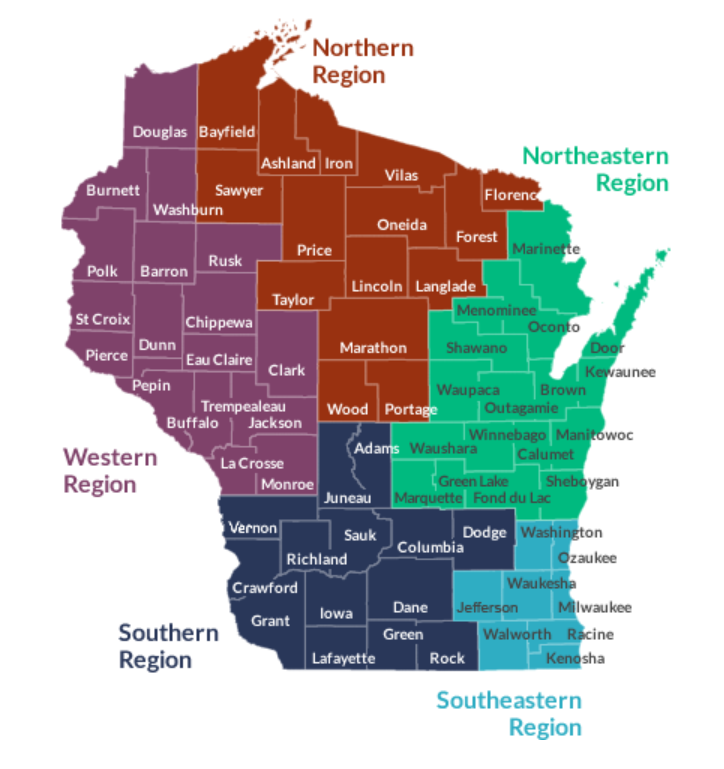 Northern
Region
Northeastern
Region
Douglas
Bayfield
Ashland
Iron
Vilas
Burnett
Washburn
Sawyer
Florenc
Oneida
Forest
Marinette
Price
Polk
Barron
Rusk
Lincoln
Langlade
Taylor
Menominee
St Croix
Chippewa
Oconto
Pierce
Dunn
Eau Claire
Clark
Marathon
Shawano
Door
Kewaunee
Pepin
Trempealeau
Buffalo
Jackson
Wood
Portage
Waupaca
Brown
Outagamie
Western
Region
La Crosse
Monroe
Adams
Juneau
Waushara
Winnebago
Manitowoc
Calumet
Green Lake
Sheboygan
Marquette
Fond du Lac
Vernon
Richland
Sauk
Columbia
Dodge
Washington
Ozaukee
Crawford
Grant
Iowa
Dane
Jefferson
Waukesha
Milwaukee
Southern
Region
Lafayette
Green
Rock
Walworth
Racine
Kenosha
Southeastern
Region